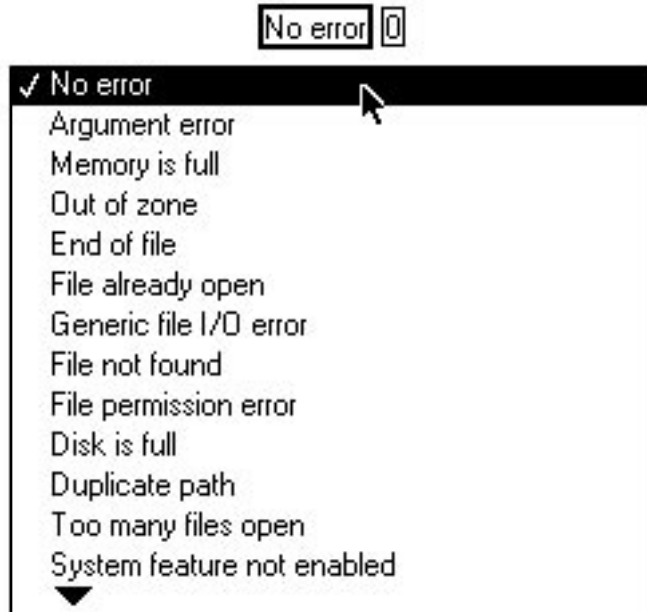 No error 0
✓ No error
Argument error
Memory is full
Out of zone
End of file
File already open
Generic file I/O error
File not found
File permission error
Disk is full
Duplicate path
Too many files open
System feature not enabled